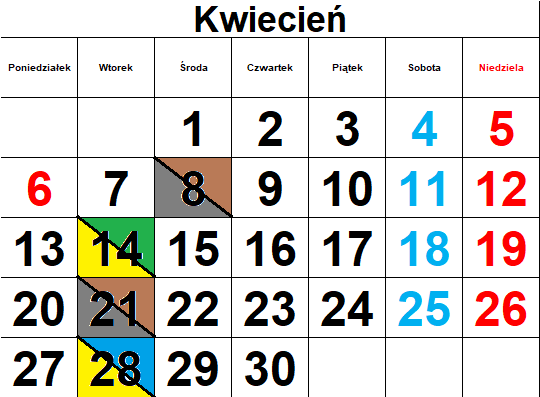 Kwiecień
Poniedziałek Wtorek Środa Czwartek Piątek Sobota Niedziela
1 2 3 4 5
6 7 8 9 10 11 12
13 14 15 16 17 18 19
20 21 22 23 24 25 26
27 28 29 30